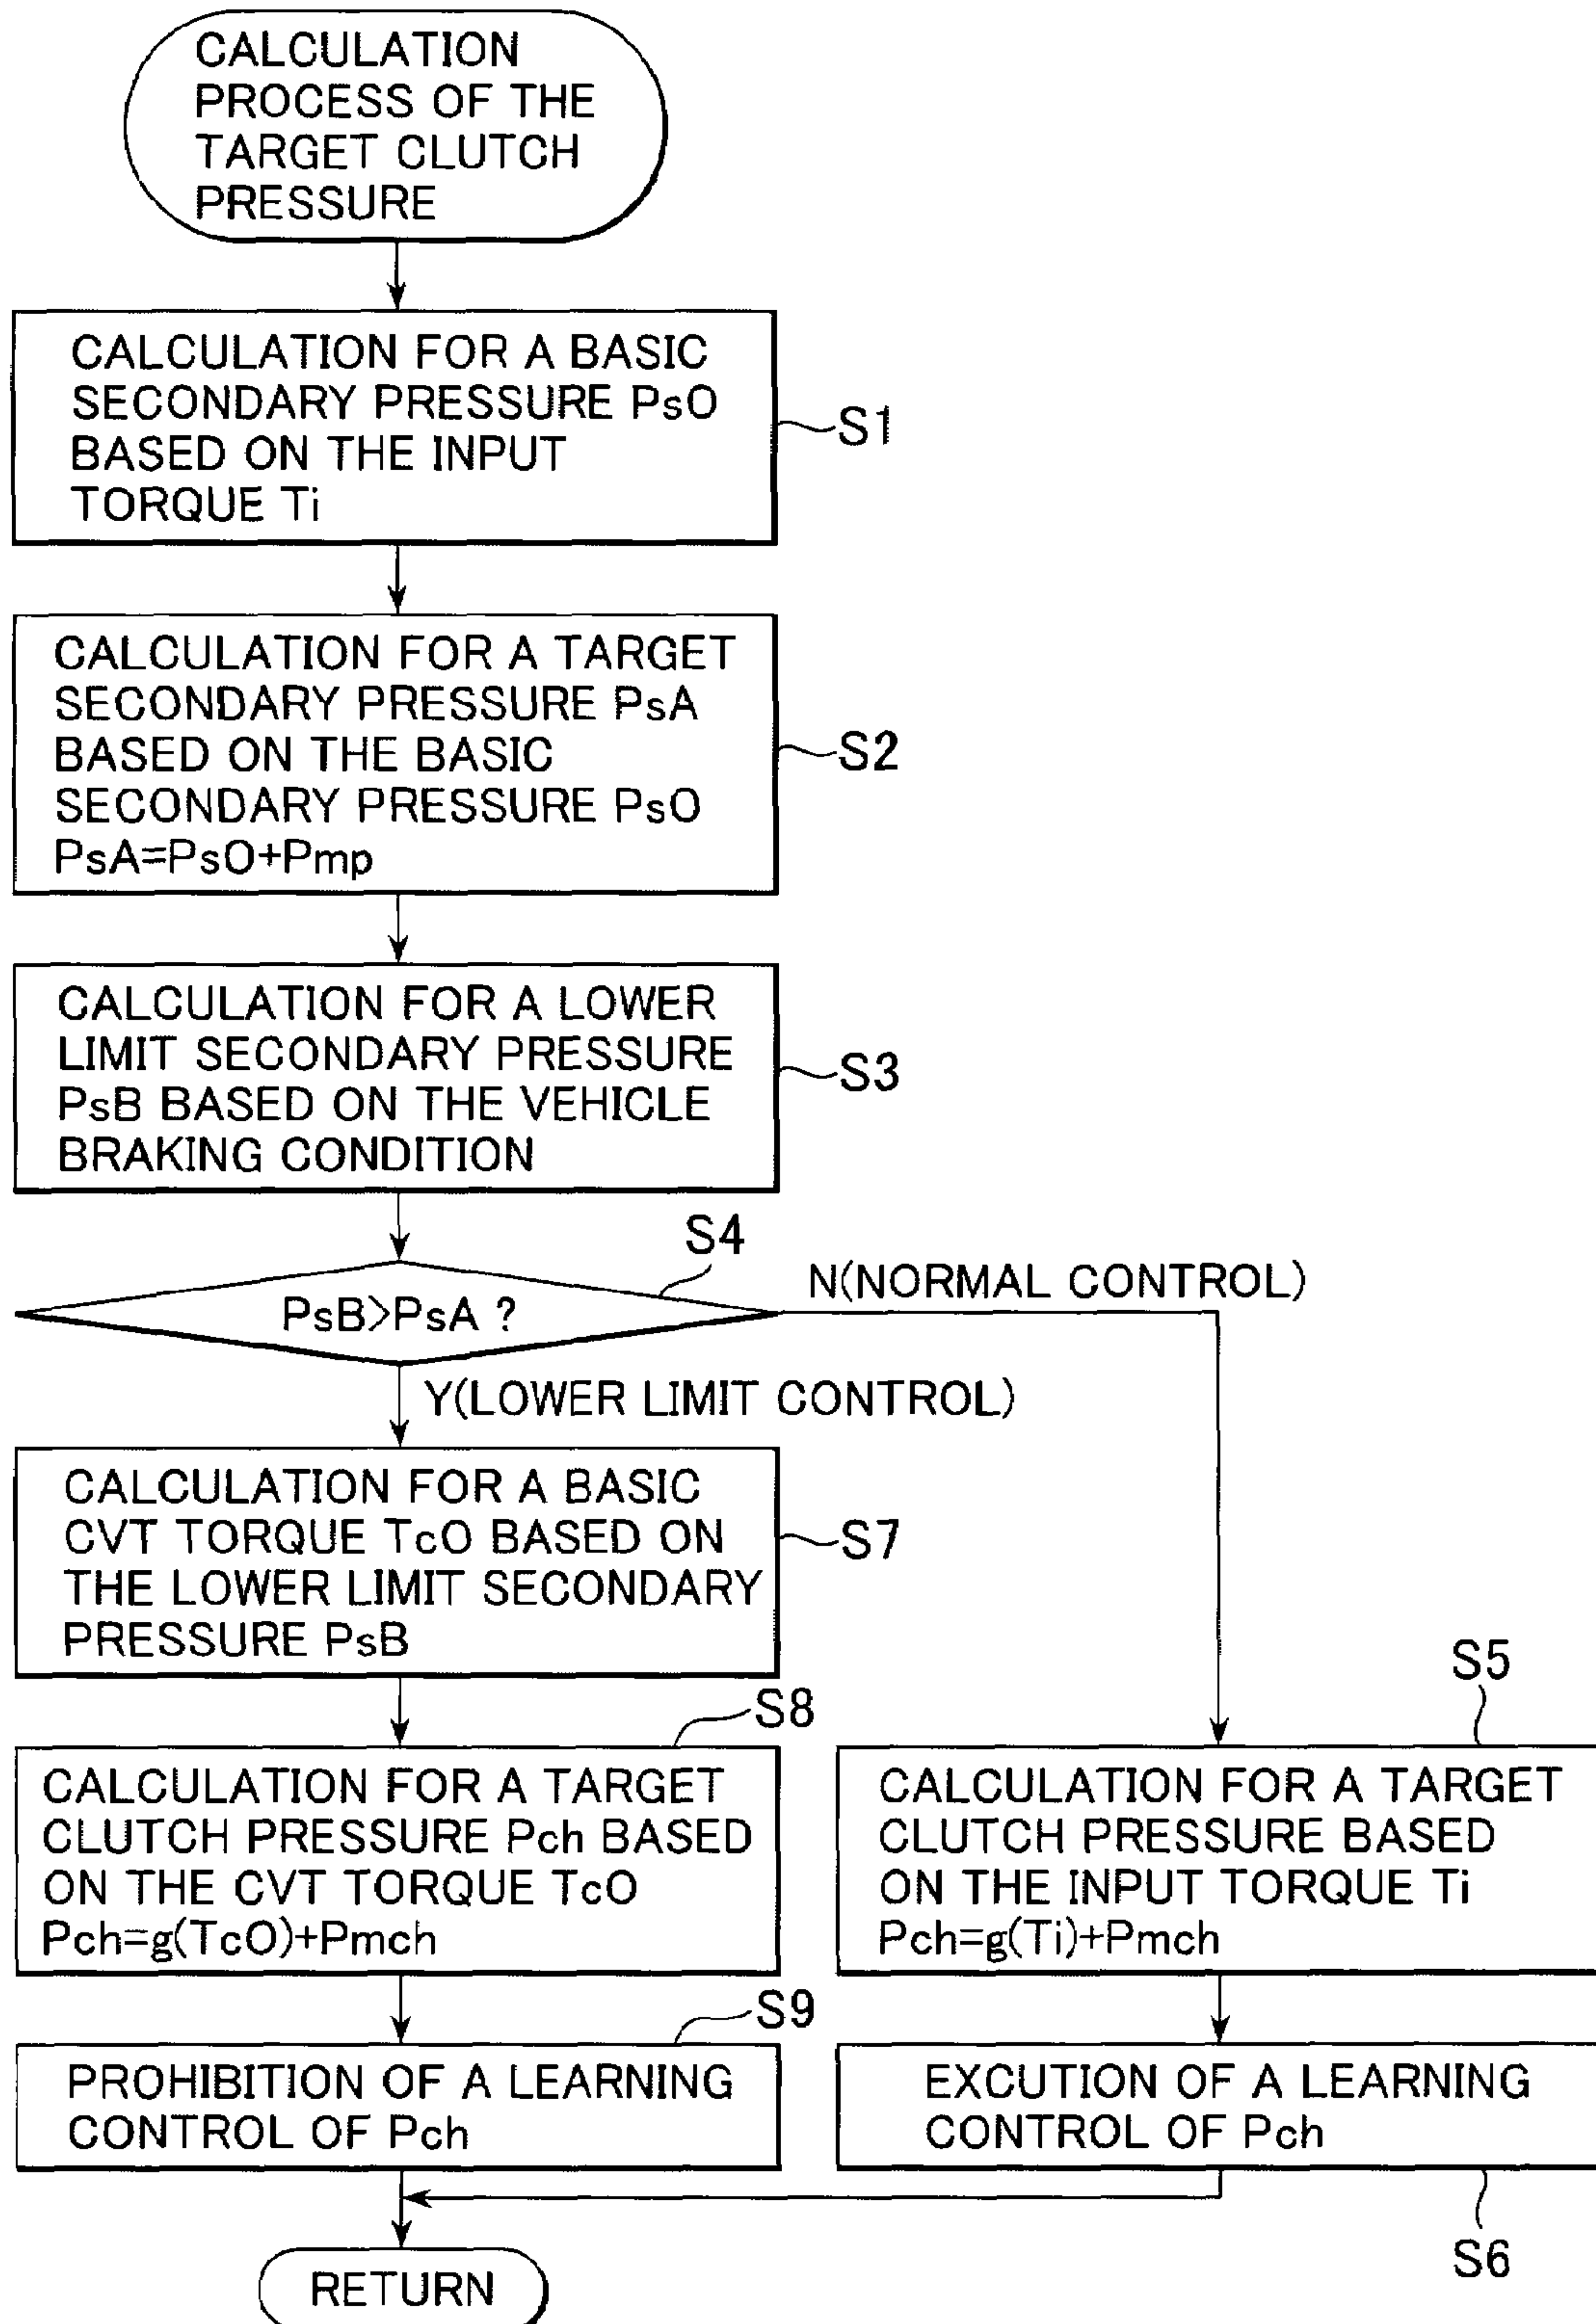 CALCULATION
PROCESS OF THE
TARGET CLUTCH
PRESSURE
CALCULATION FOR A BASIC
SECONDARY PRESSURE PsO
BASED ON THE INPUT
TORQUE Ti
S1
CALCULATION FOR A TARGET
SECONDARY PRESSURE PsA
BASED ON THE BASIC
SECONDARY PRESSURE PsO
PsA=PsO+Pmp
S2
CALCULATION FOR A LOWER
LIMIT SECONDARY PRESSURE
PsB BASED ON THE VEHICLE
BRAKING CONDITION
S3
S4
PsB>PsA ?
N(NORMAL CONTROL)
Y(LOWER LIMIT CONTROL)
CALCULATION FOR A BASIC
CVT TORQUE TcO BASED ON
THE LOWER LIMIT SECONDARY
PRESSURE PsB
S7
S8
CALCULATION FOR A TARGET
CLUTCH PRESSURE Pch BASED
ON THE CVT TORQUE TcO
Pch=g(TcO)+Pmch
S5
CALCULATION FOR A TARGET
CLUTCH PRESSURE BASED
ON THE INPUT TORQUE Ti
Pch=g(Ti)+Pmch
S9
PROHIBITION OF A LEARNING
CONTROL OF Pch
EXCUTION OF A LEARNING
CONTROL OF Pch
S6
RETURN